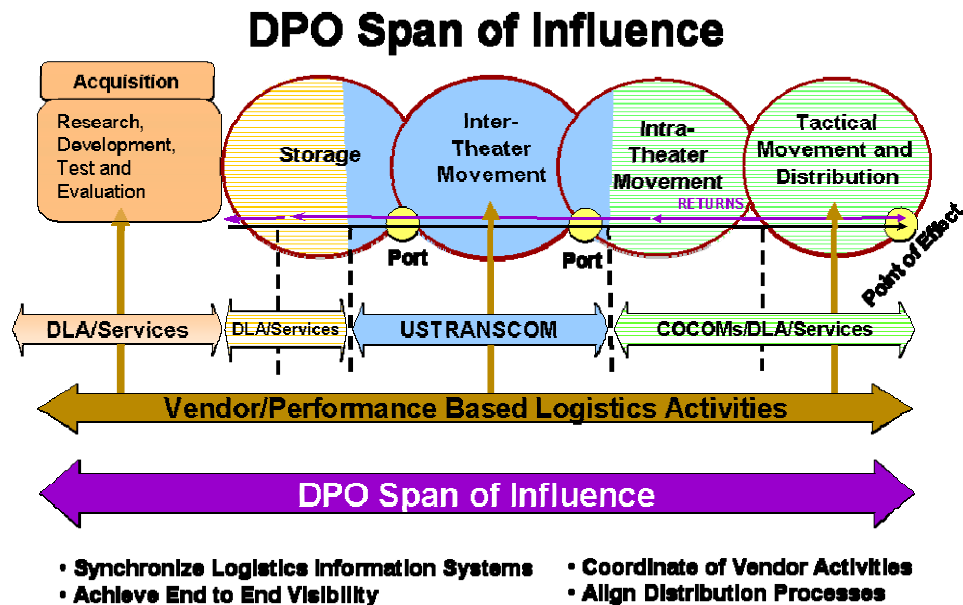 DPO Span of Influence
Acquisition
Research,
Development,
Test and
Evaluation
Storage
Inter-
Theater
Movement
Intra-
Theater
Movement
Tactical
Movement and
Distribution
RETURNS
Port
Port
Point of Effect
DLA/Services
DLA/Services
USTRANSCOM
COCOMs/DLA/Services
Vendor/Performance Based Logistics Activities
DPO Span of Influence
• Synchronize Logistics Information Systems
• Achieve End to End Visibility
• Coordinate of Vendor Activities
• Align Distribution Processes